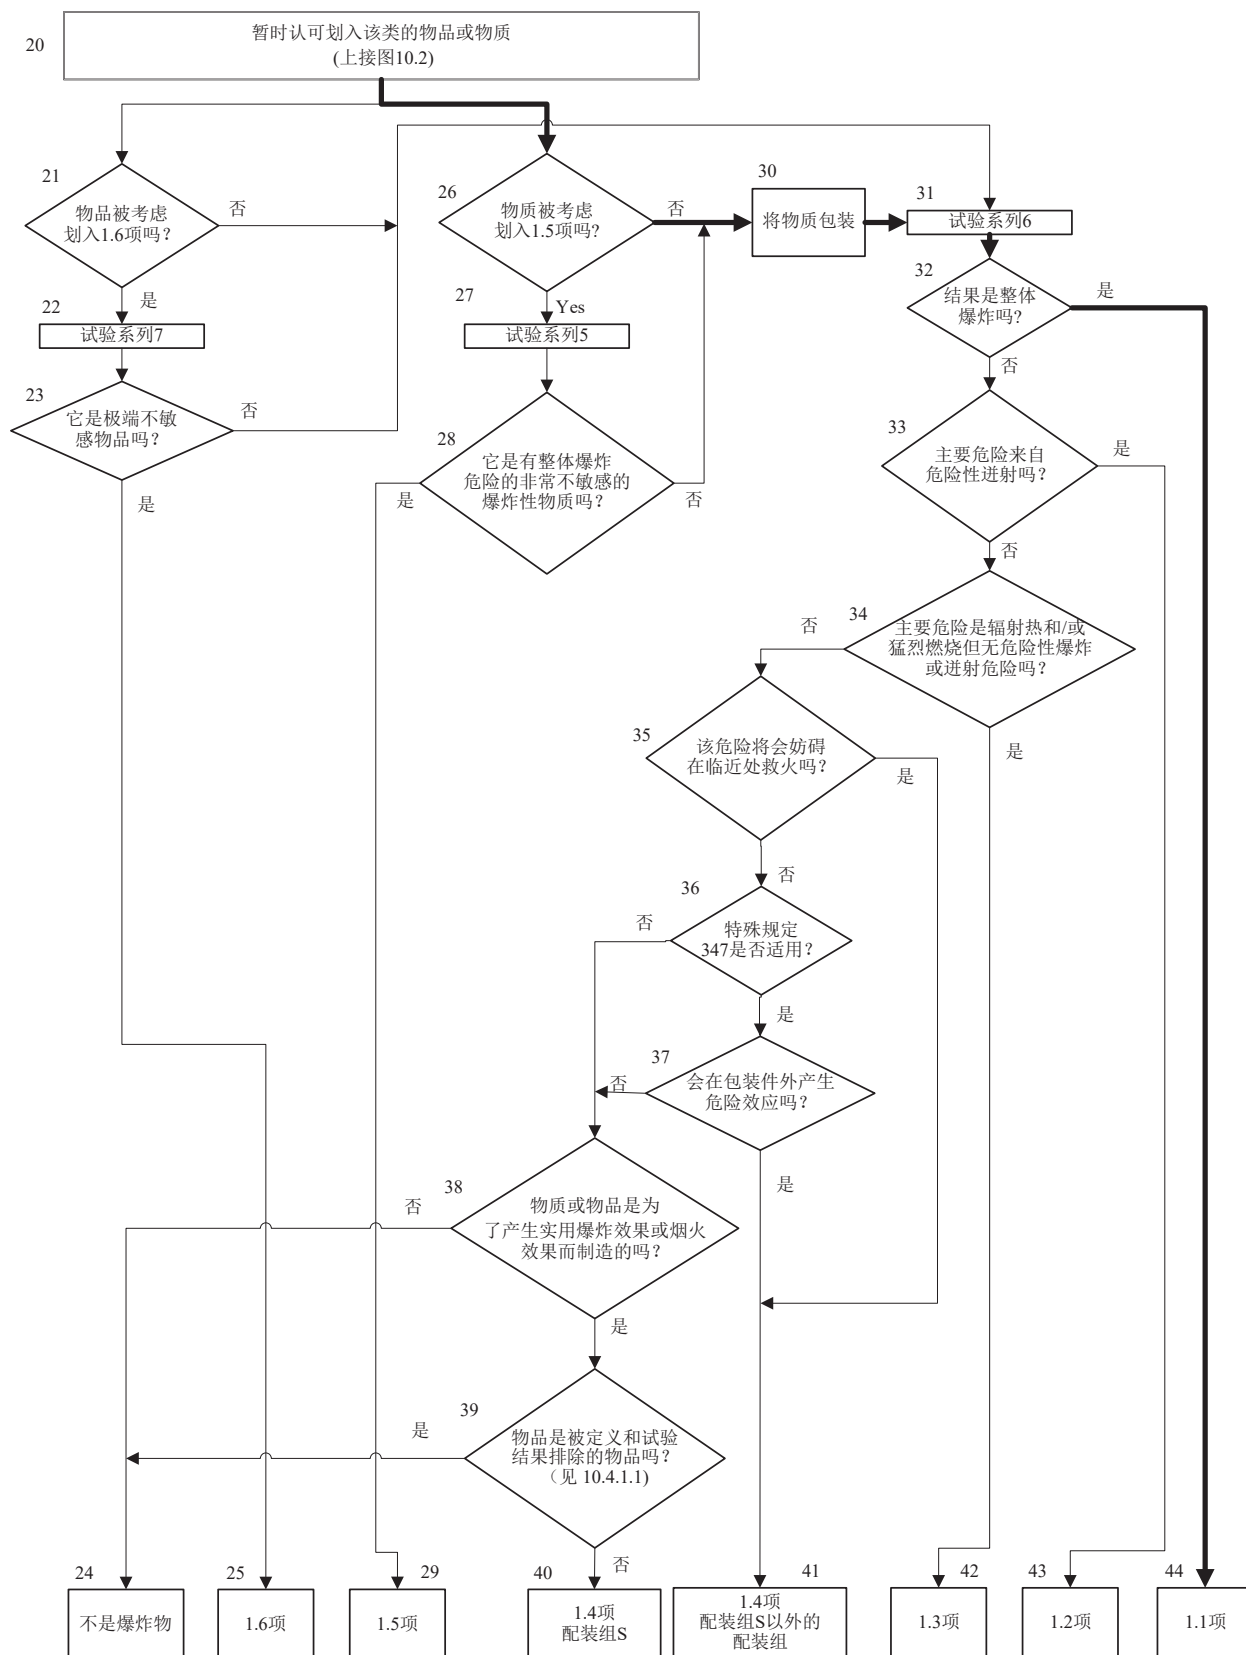 20
暂时认可划入该类的物品或物质
(上接图10.2)
21
物品被考虑
划入1.6项吗?
否
是
22
试验系列7
23
它是极端不敏
感物品吗?
否
是
26
物质被考虑
划入1.5项吗?
否
27
Yes
试验系列5
28
它是有整体爆炸
危险的非常不敏感的
爆炸性物质吗?
是
否
30
将物质包装
31
试验系列6
32
结果是整体
爆炸吗?
是
否
33
主要危险来自
危险性迸射吗?
是
否
34
主要危险是辐射热和/或
猛烈燃烧但无危险性爆炸
或迸射危险吗?
否
是
35
该危险将会妨碍
在临近处救火吗?
是
否
36
特殊规定
347是否适用?
否
是
37
会在包装件外产生
危险效应吗?
否
是
38
物质或物品是为
了产生实用爆炸效果或烟火
效果而制造的吗?
否
是
39
物品是被定义和试验
结果排除的物品吗?
（见 10.4.1.1)
是
否
24
不是爆炸物
25
1.6项
29
1.5项
40
1.4项
配装组S
41
1.4项
配装组S以外的
配装组
42
1.3项
43
1.2项
44
1.1项